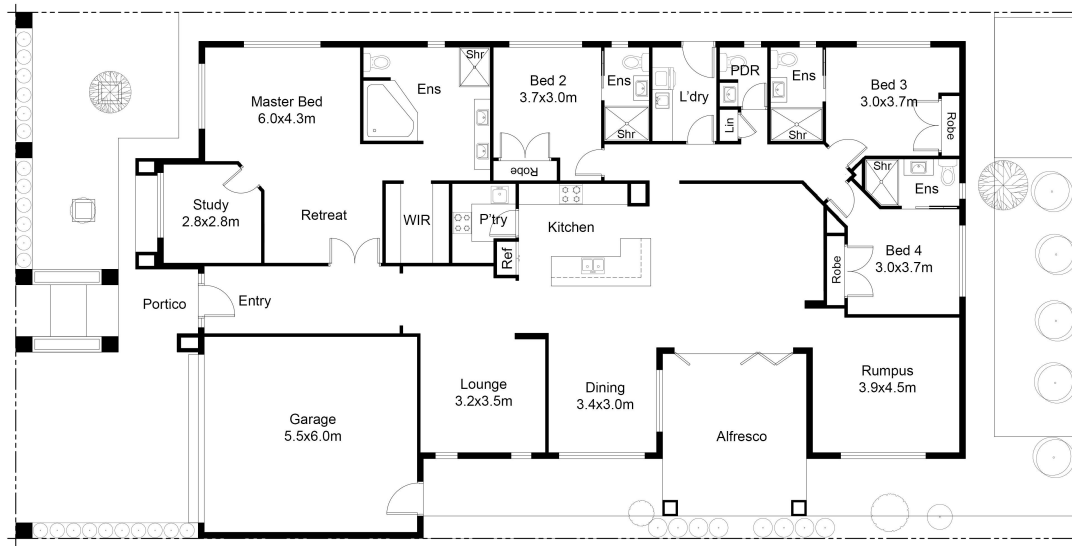 Master Bed
6.0x4.3m
Ens
Shr
Bed 2
3.7x3.0m
Robe
Ens
Shr
L'dry
PDR
Lin
Ens
Shr
Bed 3
3.0x3.7m
Robe
Study
2.8x2.8m
Retreat
WIR
P'try
Ref
Kitchen
Shr
Ens
Robe
Bed 4
3.0x3.7m
Portico
Entry
Garage
5.5x6.0m
Lounge
3.2x3.5m
Dining
3.4x3.0m
Alfresco
Rumpus
3.9x4.5m